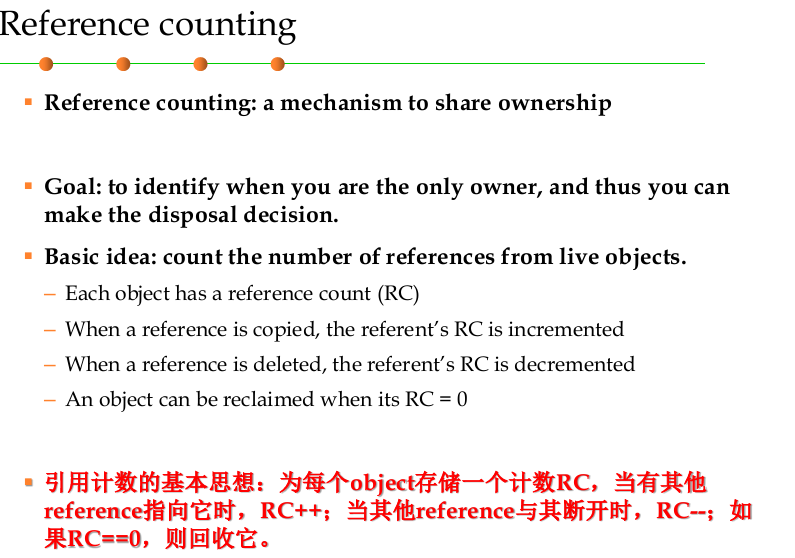 Reference counting
Reference counting: a mechanism to share ownership
Goal: to identify when you are the only owner, and thus you can
make the disposal decision.
Basic idea: count the number of references from live objects.
– Each object has a reference count (RC)
– When a reference is copied, the referent’s RC is incremented
– When a reference is deleted, the referent’s RC is decremented
– An object can be reclaimed when its RC = 0
引用计数的基本思想：为每个object存储一个计数RC，当有其他
reference指向它时，RC++；当其他reference与其断开时，RC--；如
果RC==0，则回收它。